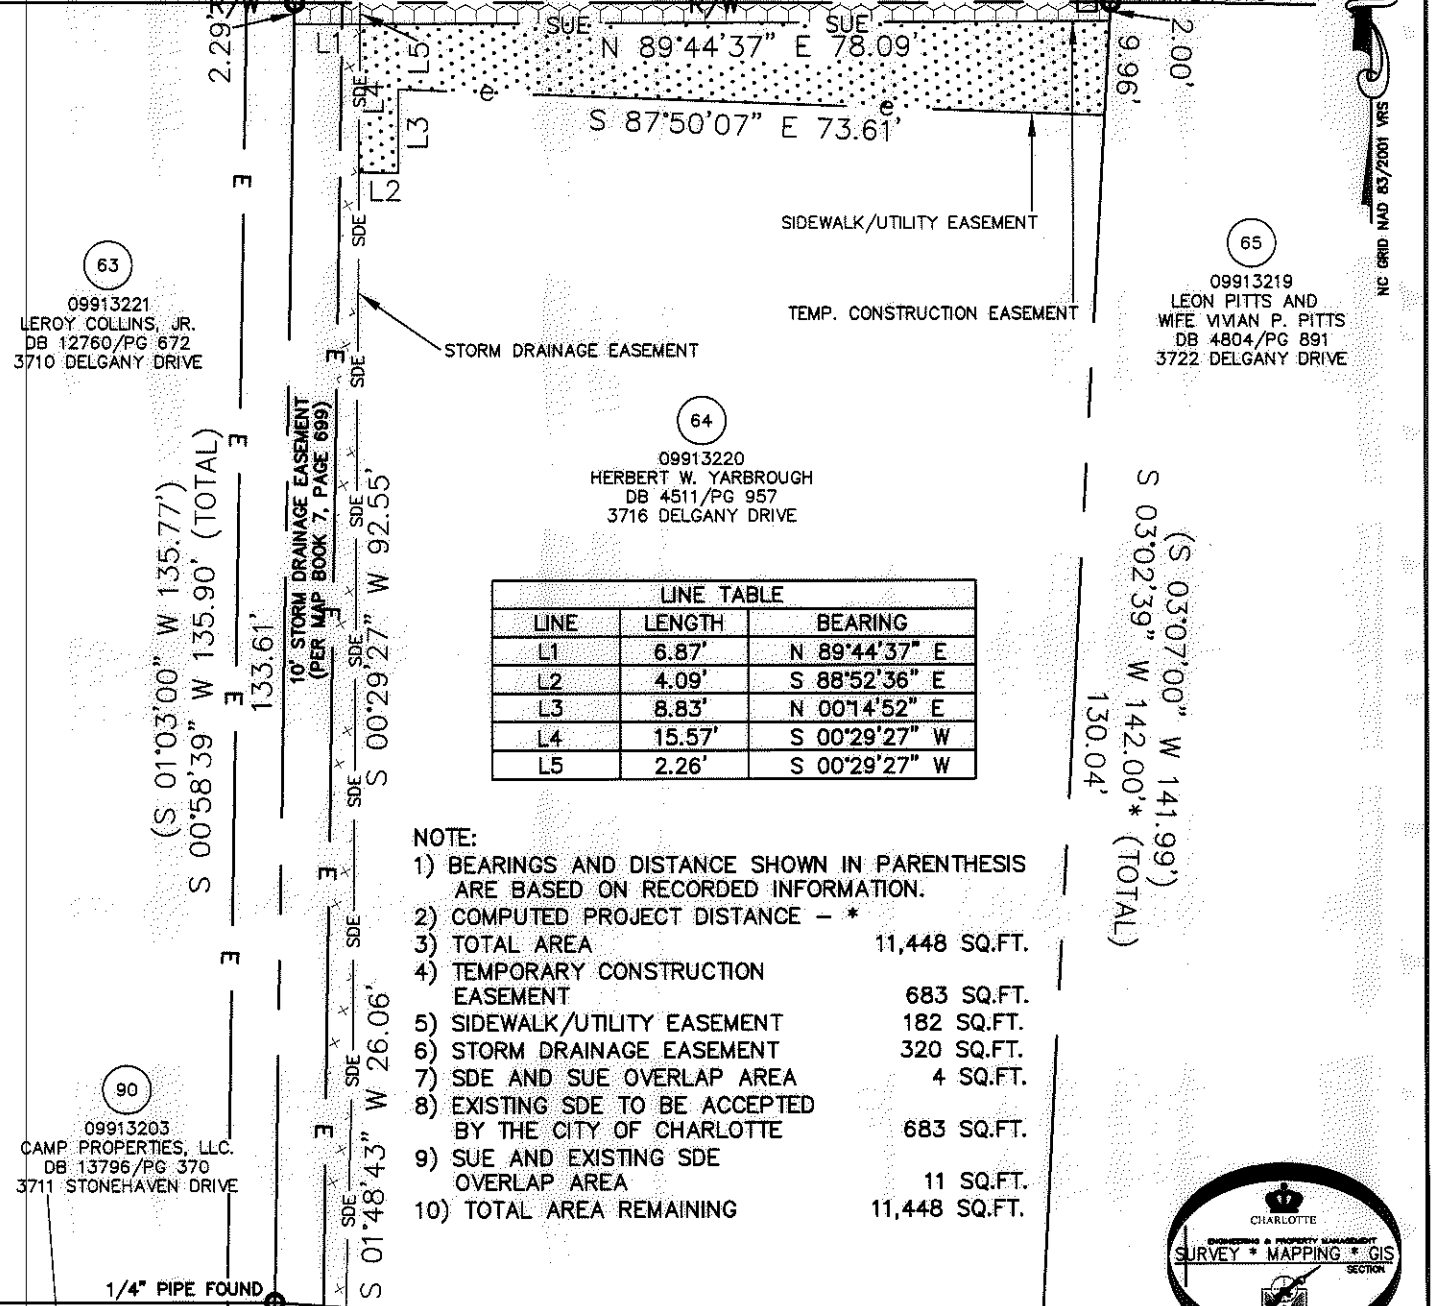 R/W
R/W
2.29'
L1
L5
SUE
SUE
N 89°44'37" E 78.09'
9.96'
2.00'
SDE
L4
L3
S 87°50'07" E 73.61'
L2
SDE
SIDEWALK/UTILITY EASEMENT
TEMP. CONSTRUCTION EASEMENT
NC GRID NAD 83/2001 VRS
E
63
09913221
LEROY COLLINS, JR.
DB 12760/PG 672
3710 DELGANY DRIVE
65
09913219
LEON PITTS AND
WIFE VIVIAN P. PITTS
DB 4804/PG 891
3722 DELGANY DRIVE
E
SDE
STORM DRAINAGE EASEMENT
64
09913220
HERBERT W. YARBROUGH
DB 4511/PG 957
3716 DELGANY DRIVE
10' STORM DRAINAGE EASEMENT
(PER MAP BOOK 7, PAGE 699)
E
(S 01°03'00" W 135.77')
S 00°58'39" W 135.90' (TOTAL)
133.61'
E
E
SDE
SDE
SDE
S 00°29'27" W 92.55'
(S 03°07'00" W 141.99')
S 03°02'39" W 142.00'* (TOTAL)
130.04'
LINE TABLE
LINE LENGTH BEARING
L1 6.87' N 89°44'37" E
L2 4.09' S 88°52'36" E
L3 8.83' N 00°14'52" E
L4 15.57' S 00°29'27" W
L5 2.26' S 00°29'27" W
NOTE:
1) BEARINGS AND DISTANCE SHOWN IN PARENTHESIS
ARE BASED ON RECORDED INFORMATION.
2) COMPUTED PROJECT DISTANCE – *
3) TOTAL AREA 11,448 SQ.FT.
4) TEMPORARY CONSTRUCTION
EASEMENT 683 SQ.FT.
5) SIDEWALK/UTILITY EASEMENT 182 SQ.FT.
6) STORM DRAINAGE EASEMENT 320 SQ.FT.
7) SDE AND SUE OVERLAP AREA 4 SQ.FT.
8) EXISTING SDE TO BE ACCEPTED
BY THE CITY OF CHARLOTTE 683 SQ.FT.
9) SUE AND EXISTING SDE
OVERLAP AREA 11 SQ.FT.
10) TOTAL AREA REMAINING 11,448 SQ.FT.
E
E
SDE
SDE
SDE
E
S 01°48'43" W 26.06'
90
09913203
CAMP PROPERTIES, LLC.
DB 13796/PG 370
3711 STONEHAVEN DRIVE
1/4" PIPE FOUND
CHARLOTTE
ENGINEERING & PROPERTY MANAGEMENT
SURVEY * MAPPING * GIS
SECTION